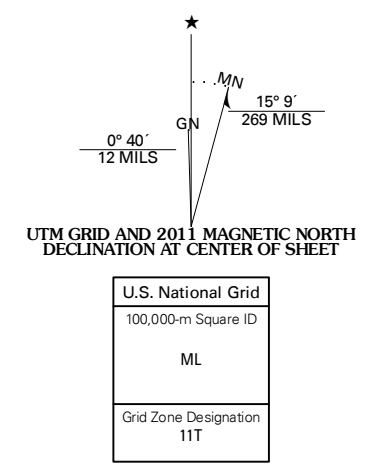 ★
MN
15° 9´
269 MILS
GN
0° 40´
12 MILS
UTM GRID AND 2011 MAGNETIC NORTH
DECLINATION AT CENTER OF SHEET
U.S. National Grid
100,000-m Square ID
ML
Grid Zone Designation
11T